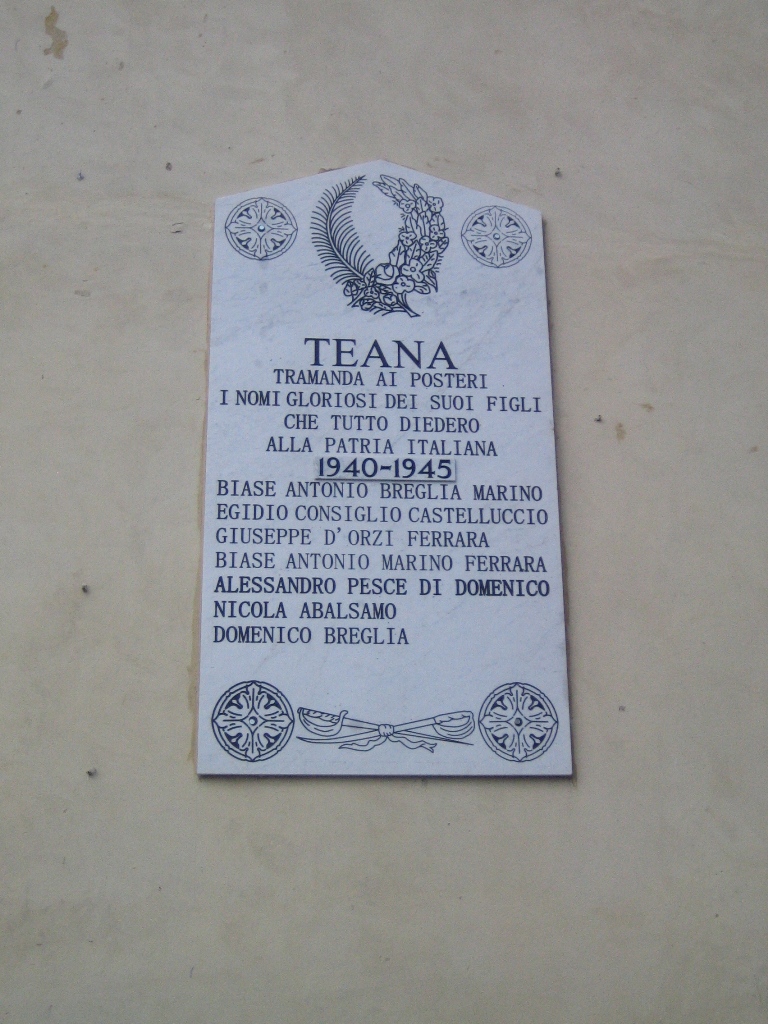 TEANA
TRAMANDA AI POSTERI
I NOMI GLORIOSI DEI SUOI FIGLI
CHE TUTTO DIEDERO
ALLA PATRIA ITALIANA
1940-1945
BIASE ANTONIO BREGLIA MARINO
EGIDIO CONSIGLIO CASTELLUCCIO
GIUSEPPE D'ORZI FERRARA
BIASE ANTONIO MARINO FERRARA
ALESSANDRO PESCE DI DOMENICO
NICOLA ABALSAMO
DOMENICO BREGLIA